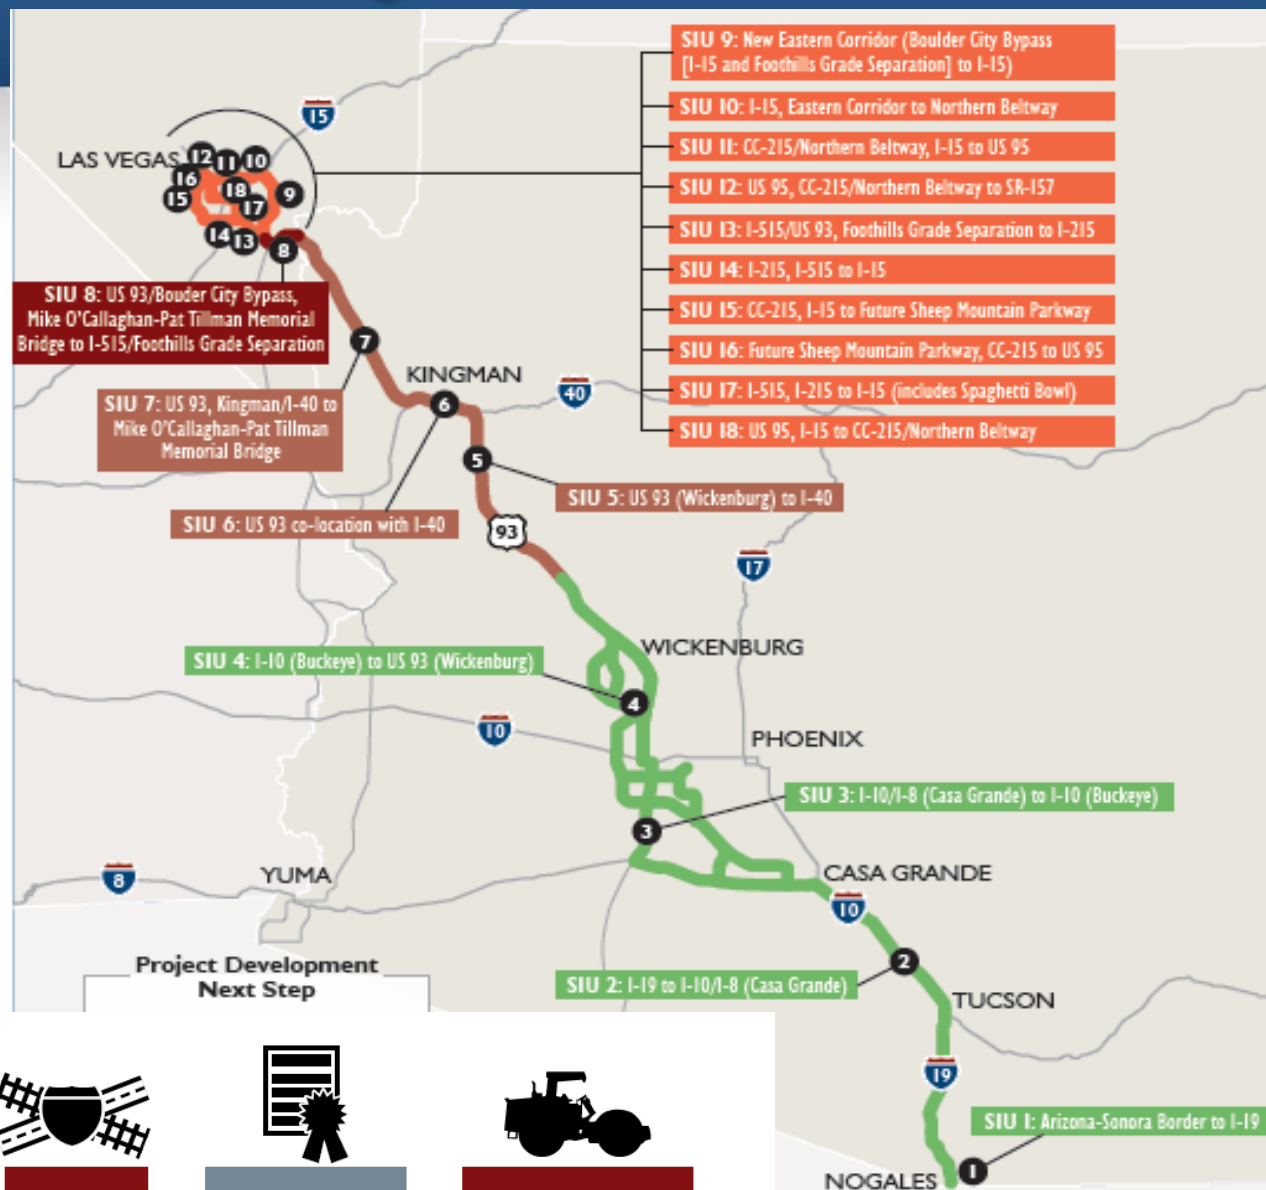 SIU 9: New Eastern Corridor (Boulder City Bypass
[I-15 and Foothills Grade Separation] to I-15)
SIU 10: I-15, Eastern Corridor to Northern Beltway
SIU 11: CC-215/Northern Beltway, I-15 to US 95
SIU 12: US 95, CC-215/Northern Beltway to SR-157
SIU 13: I-515/US 93, Foothills Grade Separation to I-215
SIU 14: I-215, I-515 to I-15
SIU 15: CC-215, I-15 to Future Sheep Mountain Parkway
SIU 16: Future Sheep Mountain Parkway, CC-215 to US 95
SIU 17: I-515, I-215 to I-15 (includes Spaghetti Bowl)
SIU 18: US 95, I-15 to CC-215/Northern Beltway
15
LAS VEGAS
12
11
10
16
18
9
15
17
14
13
8
SIU 8: US 93/Bouder City Bypass,
Mike O'Callaghan-Pat Tillman Memorial
Bridge to I-515/Foothills Grade Separation
7
KINGMAN
40
6
SIU 7: US 93, Kingman/I-40 to
Mike O'Callaghan-Pat Tillman
Memorial Bridge
5
SIU 5: US 93 (Wickenburg) to I-40
SIU 6: US 93 co-location with I-40
93
17
WICKENBURG
SIU 4: I-10 (Buckeye) to US 93 (Wickenburg)
4
10
PHOENIX
SIU 3: I-10/I-8 (Casa Grande) to I-10 (Buckeye)
3
YUMA
8
CASA GRANDE
10
2
Project Development
Next Step
SIU 2: I-19 to I-10/I-8 (Casa Grande)
TUCSON
19
SIU 1: Arizona-Sonora Border to I-19
1
NOGALES